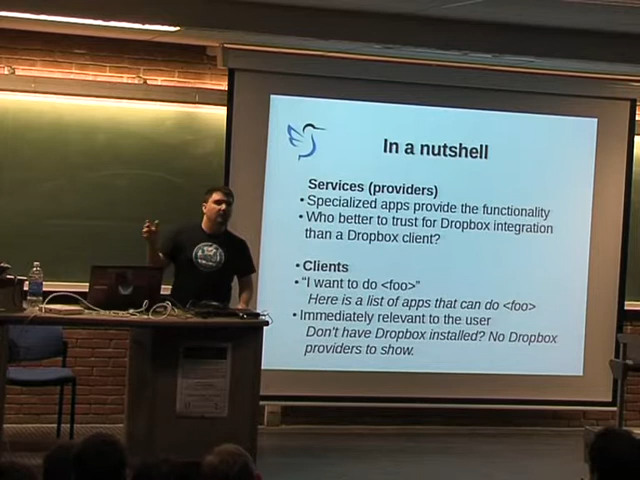 In a nutshell
Services (providers)
• Specialized apps provide the functionality
• Who better to trust for Dropbox integration
than a Dropbox client?
• Clients
• "I want to do <foo>"
Here is a list of apps that can do <foo>
• Immediately relevant to the user
Don't have Dropbox installed? No Dropbox
providers to show.